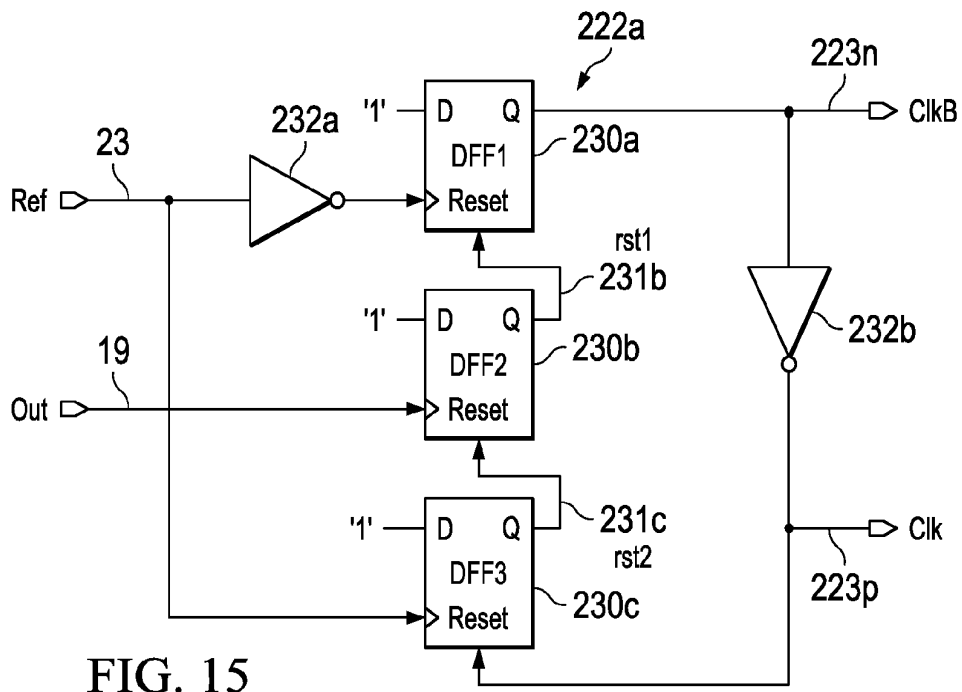 222a
223n
'1' D Q
ClkB
232a
DFF1
230a
23
Ref
Reset
rst1
231b
'1' D Q
232b
DFF2
230b
19
Out
Reset
'1' D Q
231c
Clk
rst2
DFF3
223p
230c
Reset
FIG. 15